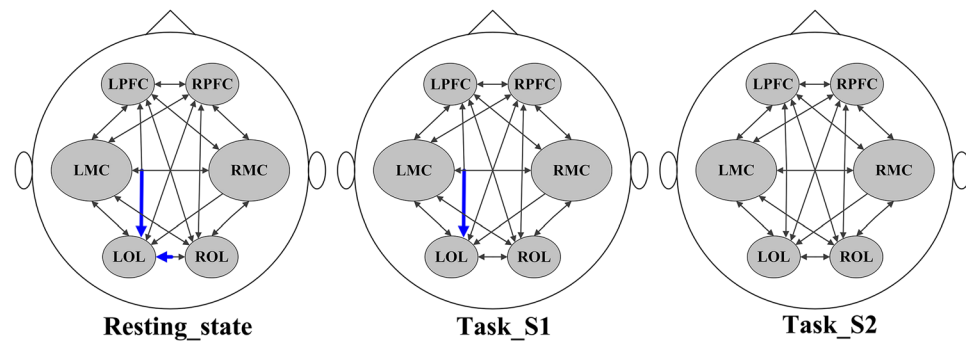 LPFC RPFC
LMC RMC
LOL ROL
Resting_state
LPFC RPFC
LMC RMC
LOL ROL
Task_S1
LPFC RPFC
LMC RMC
LOL ROL
Task_S2